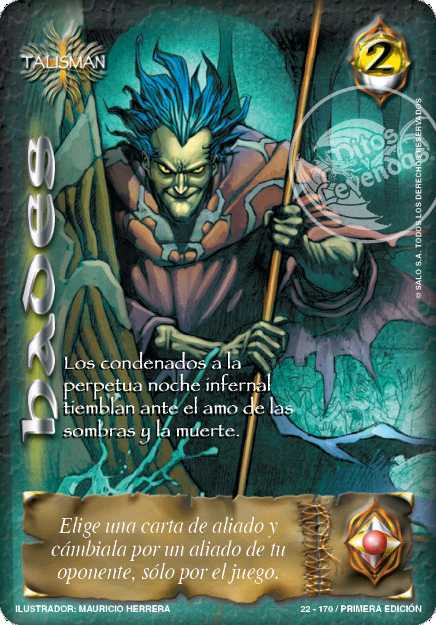 TALISMAN
2
hades
Mitos y
Leyendas
© SALO S.A. TODOS LOS DERECHOS RESERVADOS
Los condenados a la
perpetua noche infernal
tiemblan ante el amo de las
sombras y la muerte.
Elige una carta de aliado y
cámbiala por un aliado de tu
oponente, sólo por el juego.
ILUSTRADOR: MAURICIO HERRERA
22 - 170 / PRIMERA EDICIÓN